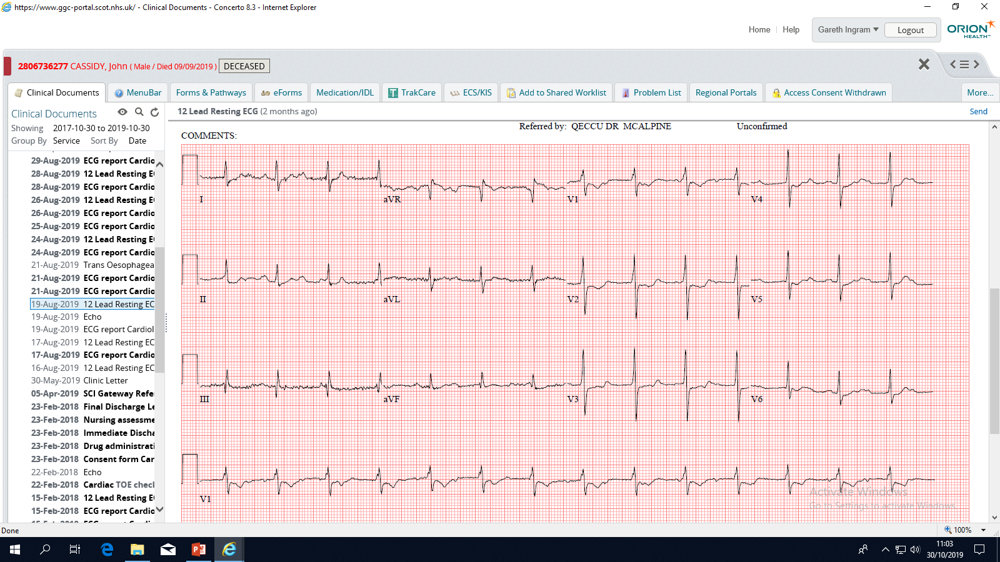 https://www.ggc-portal.scot.nhs.uk/ - Clinical Documents - Concerto 8.3 - Internet Explorer
Home Help Gareth Ingram Logout ORION HEALTH
2806736277 CASSIDY, John ( Male / Died 09/09/2019 ) DECEASED
Clinical Documents MenuBar Forms & Pathways eForms Medication/IDL TrakCare ECS/KIS Add to Shared Worklist Problem List Regional Portals Access Consent Withdrawn More...
Clinical Documents
Showing 2017-10-30 to 2019-10-30
Group By Service Sort By Date
29-Aug-2019 ECG report Cardio
28-Aug-2019 12 Lead Resting E
28-Aug-2019 ECG report Cardio
26-Aug-2019 12 Lead Resting E
26-Aug-2019 ECG report Cardio
25-Aug-2019 ECG report Cardio
24-Aug-2019 12 Lead Resting E
24-Aug-2019 ECG report Cardio
21-Aug-2019 Trans Oesophagea
21-Aug-2019 ECG report Cardio
21-Aug-2019 ECG report Cardio
19-Aug-2019 12 Lead Resting EC
19-Aug-2019 Echo
19-Aug-2019 ECG report Cardiol
17-Aug-2019 12 Lead Resting EC
17-Aug-2019 ECG report Cardio
16-Aug-2019 12 Lead Resting EC
30-May-2019 Clinic Letter
05-Apr-2019 SCI Gateway Refe
23-Feb-2018 Final Discharge Le
23-Feb-2018 Nursing assessme
23-Feb-2018 Immediate Discha
23-Feb-2018 Drug administrati
23-Feb-2018 Consent form Car
22-Feb-2018 Echo
22-Feb-2018 Cardiac TOE check
15-Feb-2018 12 Lead Resting E
15-Feb-2018 ECG report Cardio
12 Lead Resting ECG (2 months ago) Send
Referred by: QECCU DR MCALPINE Unconfirmed
COMMENTS:
I aVR V1 V4
II aVL V2 V5
III aVF V3 V6
V1
Activate Windows
Go to Settings to activate Windows.
Done 100%
11:03
30/10/2019